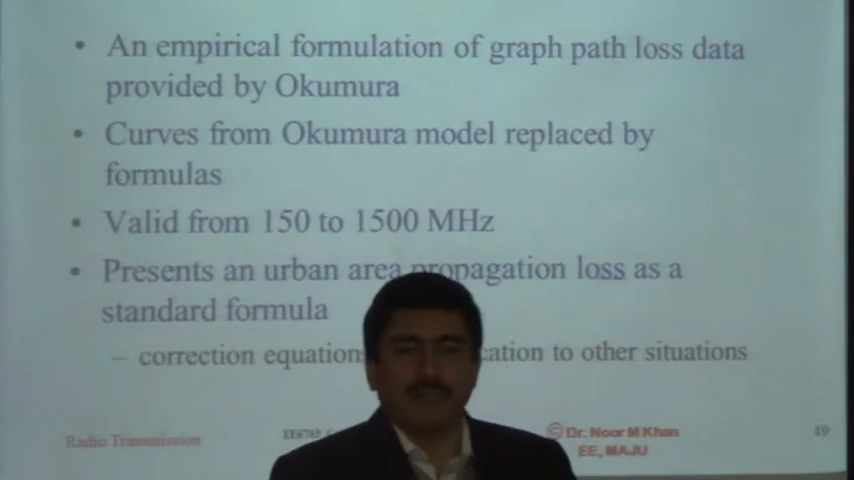 • An empirical formulation of graph path loss data
provided by Okumura
• Curves from Okumura model replaced by
formulas
• Valid from 150 to 1500 MHz
• Presents an urban area propagation loss as a
standard formula
– correction equation cation to other situations
Radio Transmission
© Dr. Noor M Khan
EE, MAJU
49